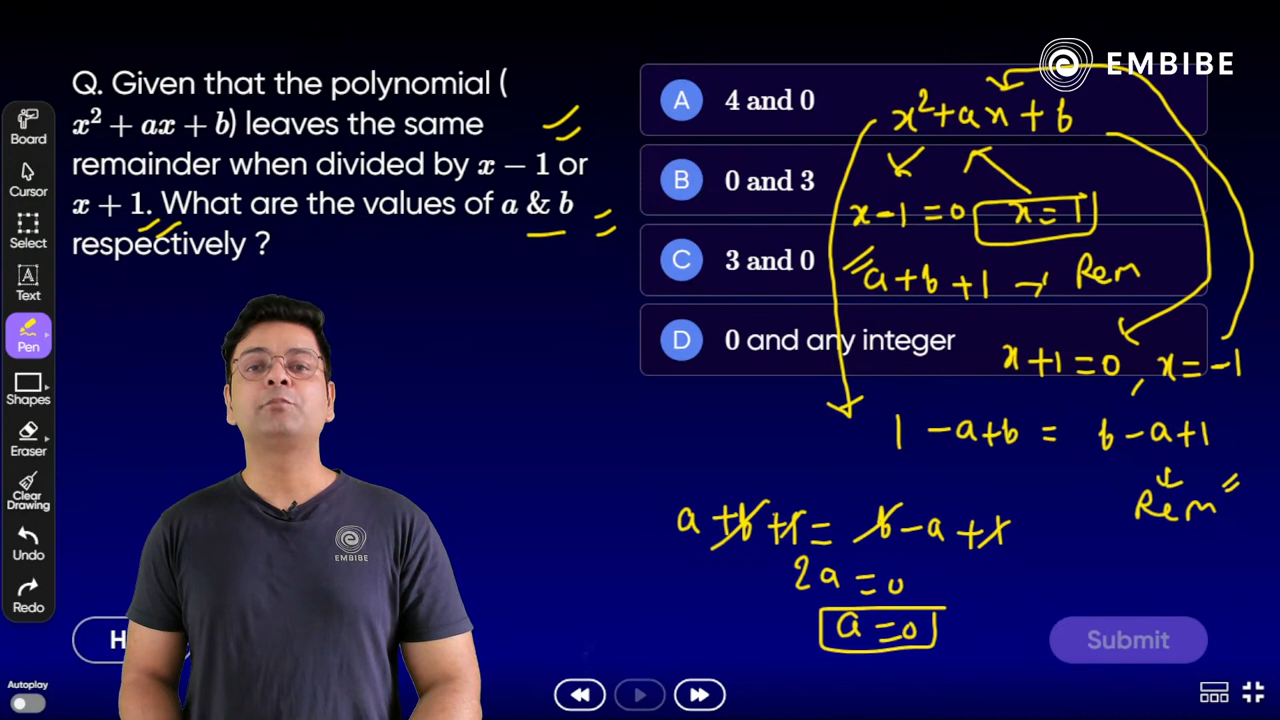 EMBIBE
Q. Given that the polynomial (
x² + ax + b) leaves the same
remainder when divided by x − 1 or
x + 1. What are the values of a & b
respectively ?
A 4 and 0
B 0 and 3
C 3 and 0
D 0 and any integer
x²+ax+b
x-1=0 x=1
a+b+1 → Rem
x+1=0, x=-1
1-a+b = b-a+1
Rem
a+b+1 = b-a+1
2a=0
a=0
Board
Cursor
Select
A
Text
Pen
Shapes
Eraser
Clear
Drawing
Undo
Redo
EMBIBE
H
Submit
Autoplay